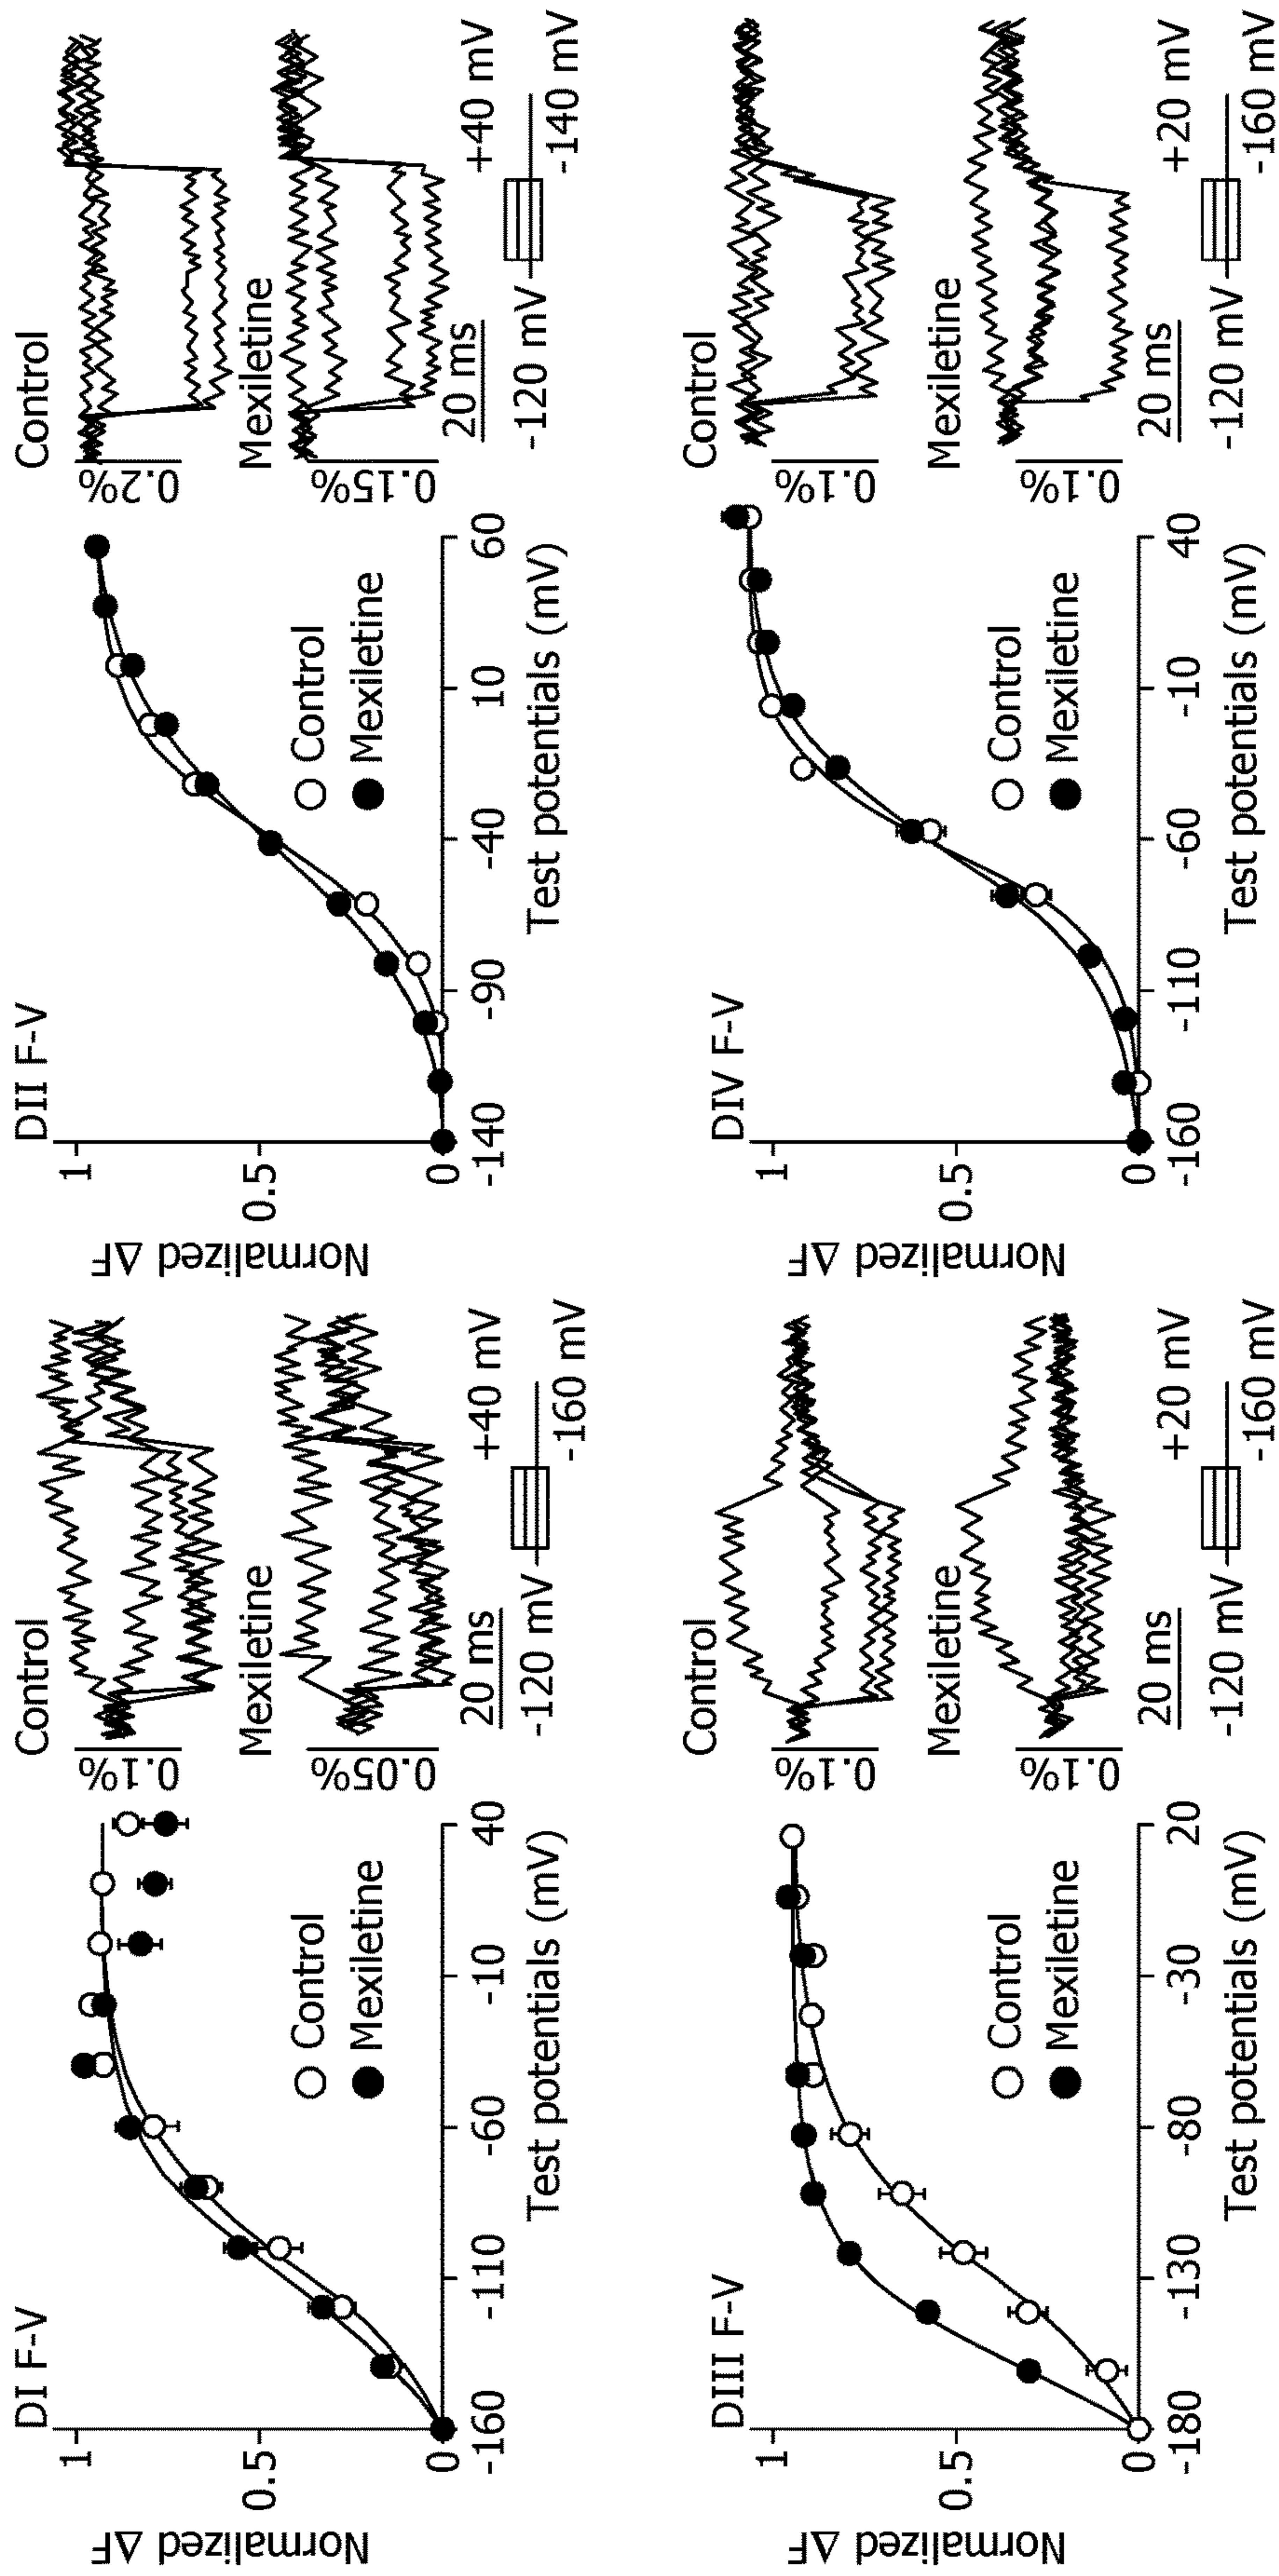 DI F-V
Normalized ΔF
1
0.5
0
-160
-110
-60
-10
40
Test potentials (mV)
Control
Mexiletine
Control
0.1%
Mexiletine
0.05%
20 ms
-120 mV
+40 mV
-160 mV
DII F-V
Normalized ΔF
1
0.5
0
-140
-90
-40
10
60
Test potentials (mV)
Control
Mexiletine
Control
0.2%
Mexiletine
0.15%
20 ms
-120 mV
+40 mV
-140 mV
DIII F-V
Normalized ΔF
1
0.5
0
-180
-130
-80
-30
20
Test potentials (mV)
Control
Mexiletine
Control
0.1%
Mexiletine
0.1%
20 ms
-120 mV
+20 mV
-160 mV
DIV F-V
Normalized ΔF
1
0.5
0
-160
-110
-60
-10
40
Test potentials (mV)
Control
Mexiletine
Control
0.1%
Mexiletine
0.1%
20 ms
-120 mV
+20 mV
-160 mV